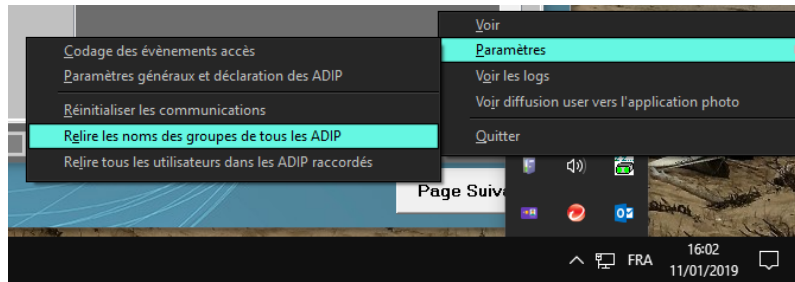 Voir
Paramètres
Voir les logs
Voir diffusion user vers l'application photo
Quitter
Codage des évènements accès
Paramètres généraux et déclaration des ADIP
Réinitialiser les communications
Relire les noms des groupes de tous les ADIP
Relire tous les utilisateurs dans les ADIP raccordés
Page Suiv
FRA
16:02
11/01/2019